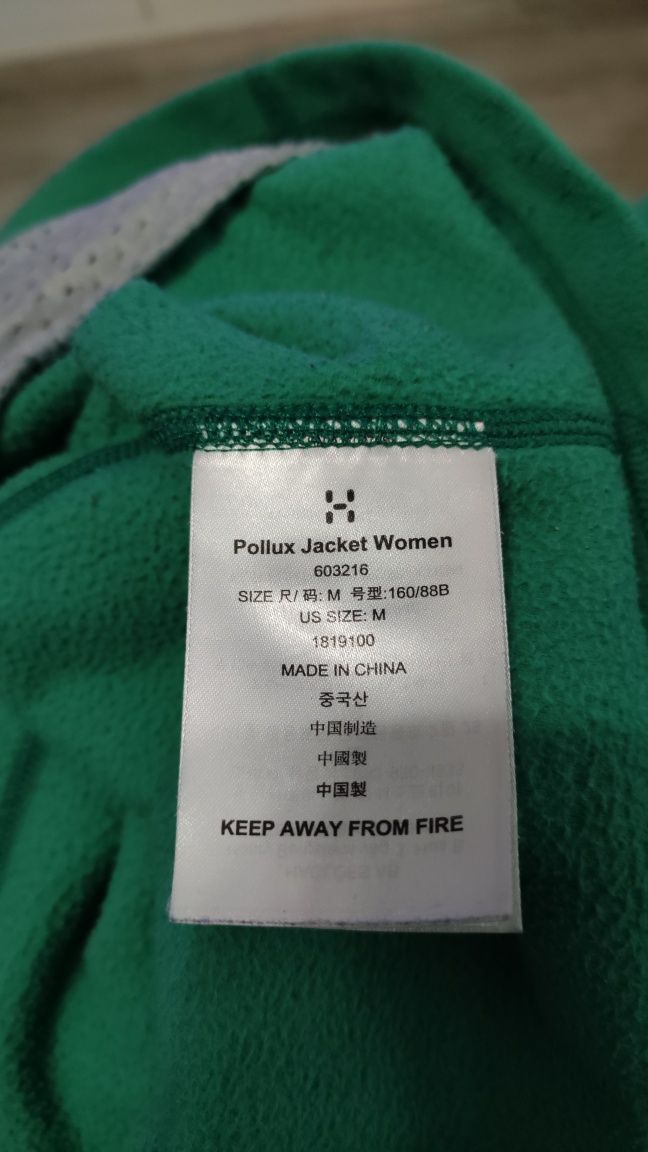 Pollux Jacket Women
603216
SIZE 尺/ 码: M 号型:160/88B
US SIZE: M
1819100
MADE IN CHINA
중국산
中国制造
中國製
中国製
KEEP AWAY FROM FIRE